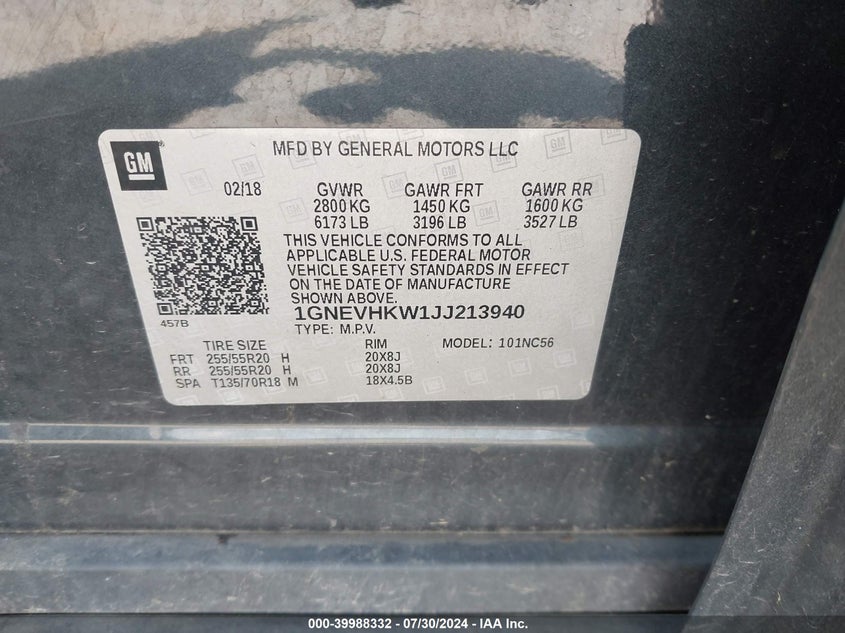 GM
MFD BY GENERAL MOTORS LLC
02/18 GVWR GAWR FRT GAWR RR
2800 KG 1450 KG 1600 KG
6173 LB 3196 LB 3527 LB
THIS VEHICLE CONFORMS TO ALL
APPLICABLE U.S. FEDERAL MOTOR
VEHICLE SAFETY STANDARDS IN EFFECT
ON THE DATE OF MANUFACTURE
SHOWN ABOVE.
457B
1GNEVHKW1JJ213940
TYPE: M.P.V.
TIRE SIZE RIM MODEL: 101NC56
FRT 255/55R20 H 20X8J
RR 255/55R20 H 20X8J
SPA T135/70R18 M 18X4.5B
000-39988332 - 07/30/2024 - IAA Inc.